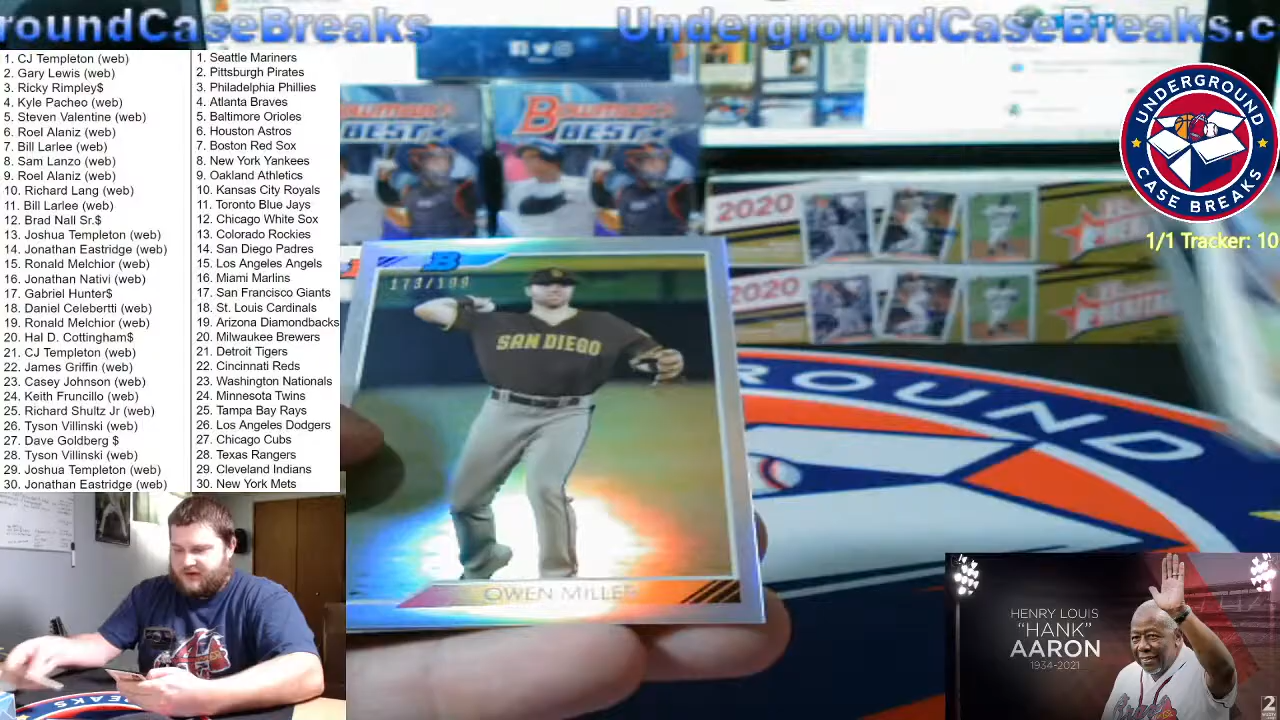 roundCaseBreaks
UndergroundCaseBreaks.c
1. CJ Templeton (web)
2. Gary Lewis (web)
3. Ricky Rimpley$
4. Kyle Pacheo (web)
5. Steven Valentine (web)
6. Roel Alaniz (web)
7. Bill Larlee (web)
8. Sam Lanzo (web)
9. Roel Alaniz (web)
10. Richard Lang (web)
11. Bill Larlee (web)
12. Brad Nall Sr.$
13. Joshua Templeton (web)
14. Jonathan Eastridge (web)
15. Ronald Melchior (web)
16. Jonathan Nativi (web)
17. Gabriel Hunter$
18. Daniel Celebertti (web)
19. Ronald Melchior (web)
20. Hal D. Cottingham$
21. CJ Templeton (web)
22. James Griffin (web)
23. Casey Johnson (web)
24. Keith Fruncillo (web)
25. Richard Shultz Jr (web)
26. Tyson Villinski (web)
27. Dave Goldberg $
28. Tyson Villinski (web)
29. Joshua Templeton (web)
30. Jonathan Eastridge (web)
1. Seattle Mariners
2. Pittsburgh Pirates
3. Philadelphia Phillies
4. Atlanta Braves
5. Baltimore Orioles
6. Houston Astros
7. Boston Red Sox
8. New York Yankees
9. Oakland Athletics
10. Kansas City Royals
11. Toronto Blue Jays
12. Chicago White Sox
13. Colorado Rockies
14. San Diego Padres
15. Los Angeles Angels
16. Miami Marlins
17. San Francisco Giants
18. St. Louis Cardinals
19. Arizona Diamondbacks
20. Milwaukee Brewers
21. Detroit Tigers
22. Cincinnati Reds
23. Washington Nationals
24. Minnesota Twins
25. Tampa Bay Rays
26. Los Angeles Dodgers
27. Chicago Cubs
28. Texas Rangers
29. Cleveland Indians
30. New York Mets
BOWMAN'S
BEST
BOWMAN'S
BEST
2020
2020
UNDERGROUND
CASE BREAKS
1/1 Tracker: 10
B
173/199
SAN DIEGO
OWEN MILLER
ROUND
BREAKS
HENRY LOUIS
"HANK"
AARON
1934-2021
2